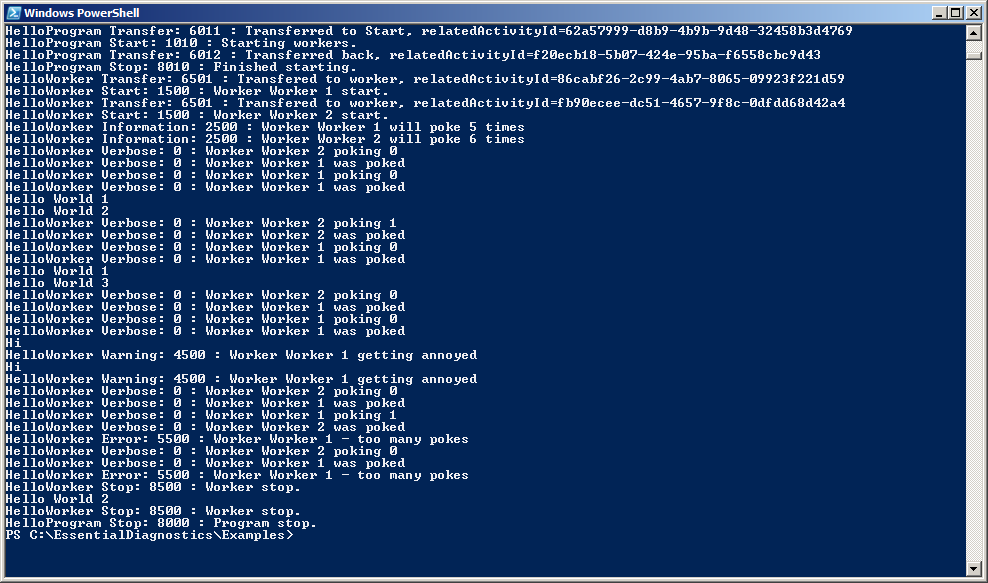 Windows PowerShell
HelloProgram Transfer: 6011 : Transferred to Start, relatedActivityId=62a57999-d8b9-4b9b-9d48-32458b3d4769
HelloProgram Start: 1010 : Starting workers.
HelloProgram Transfer: 6012 : Transferred back, relatedActivityId=f20ecb18-5b07-424e-95ba-f6558cbc9d43
HelloProgram Stop: 8010 : Finished starting.
HelloWorker Transfer: 6501 : Transfered to worker, relatedActivityId=86cabf26-2c99-4ab7-8065-09923f221d59
HelloWorker Start: 1500 : Worker Worker 1 start.
HelloWorker Transfer: 6501 : Transfered to worker, relatedActivityId=fb90ecee-dc51-4657-9f8c-0dfdd68d42a4
HelloWorker Start: 1500 : Worker Worker 2 start.
HelloWorker Information: 2500 : Worker Worker 1 will poke 5 times
HelloWorker Information: 2500 : Worker Worker 2 will poke 6 times
HelloWorker Verbose: 0 : Worker Worker 2 poking 0
HelloWorker Verbose: 0 : Worker Worker 1 was poked
HelloWorker Verbose: 0 : Worker Worker 1 poking 0
HelloWorker Verbose: 0 : Worker Worker 1 was poked
Hello World 1
Hello World 2
HelloWorker Verbose: 0 : Worker Worker 2 poking 1
HelloWorker Verbose: 0 : Worker Worker 2 was poked
HelloWorker Verbose: 0 : Worker Worker 1 poking 0
HelloWorker Verbose: 0 : Worker Worker 1 was poked
Hello World 1
Hello World 3
HelloWorker Verbose: 0 : Worker Worker 2 poking 0
HelloWorker Verbose: 0 : Worker Worker 1 was poked
HelloWorker Verbose: 0 : Worker Worker 1 poking 0
HelloWorker Verbose: 0 : Worker Worker 1 was poked
Hi
HelloWorker Warning: 4500 : Worker Worker 1 getting annoyed
Hi
HelloWorker Warning: 4500 : Worker Worker 1 getting annoyed
HelloWorker Verbose: 0 : Worker Worker 2 poking 0
HelloWorker Verbose: 0 : Worker Worker 1 was poked
HelloWorker Verbose: 0 : Worker Worker 1 poking 1
HelloWorker Verbose: 0 : Worker Worker 2 was poked
HelloWorker Error: 5500 : Worker Worker 1 - too many pokes
HelloWorker Verbose: 0 : Worker Worker 2 poking 0
HelloWorker Verbose: 0 : Worker Worker 1 was poked
HelloWorker Error: 5500 : Worker Worker 1 - too many pokes
HelloWorker Stop: 8500 : Worker stop.
Hello World 2
HelloWorker Stop: 8500 : Worker stop.
HelloProgram Stop: 8000 : Program stop.
PS C:\EssentialDiagnostics\Examples>